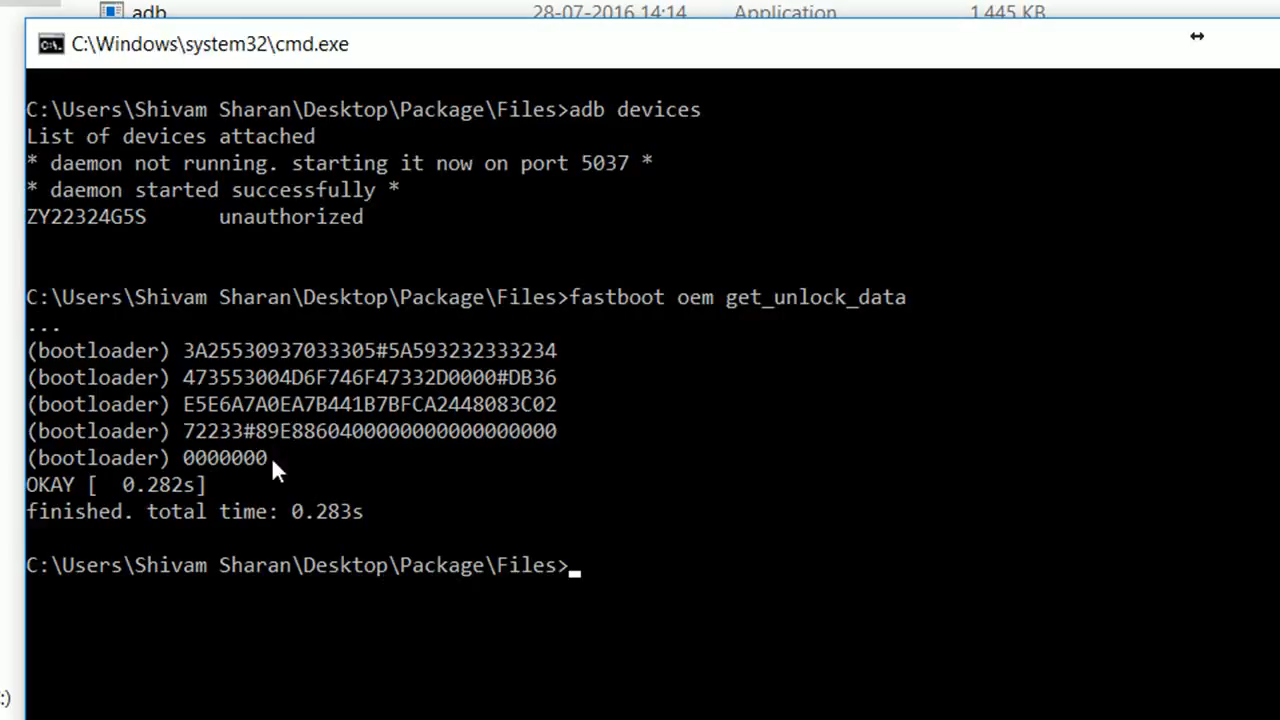 adb 28-07-2016 14:14 Application 1,445 KB
C:\Windows\system32\cmd.exe
C:\Users\Shivam Sharan\Desktop\Package\Files>adb devices
List of devices attached
* daemon not running. starting it now on port 5037 *
* daemon started successfully *
ZY22324G5S unauthorized
C:\Users\Shivam Sharan\Desktop\Package\Files>fastboot oem get_unlock_data
...
(bootloader) 3A25530937033305#5A593232333234
(bootloader) 473553004D6F746F47332D0000#DB36
(bootloader) E5E6A7A0EA7B441B7BFCA2448083C02
(bootloader) 72233#89E88604000000000000000000
(bootloader) 0000000
OKAY [  0.282s]
finished. total time: 0.283s
C:\Users\Shivam Sharan\Desktop\Package\Files>_
:)